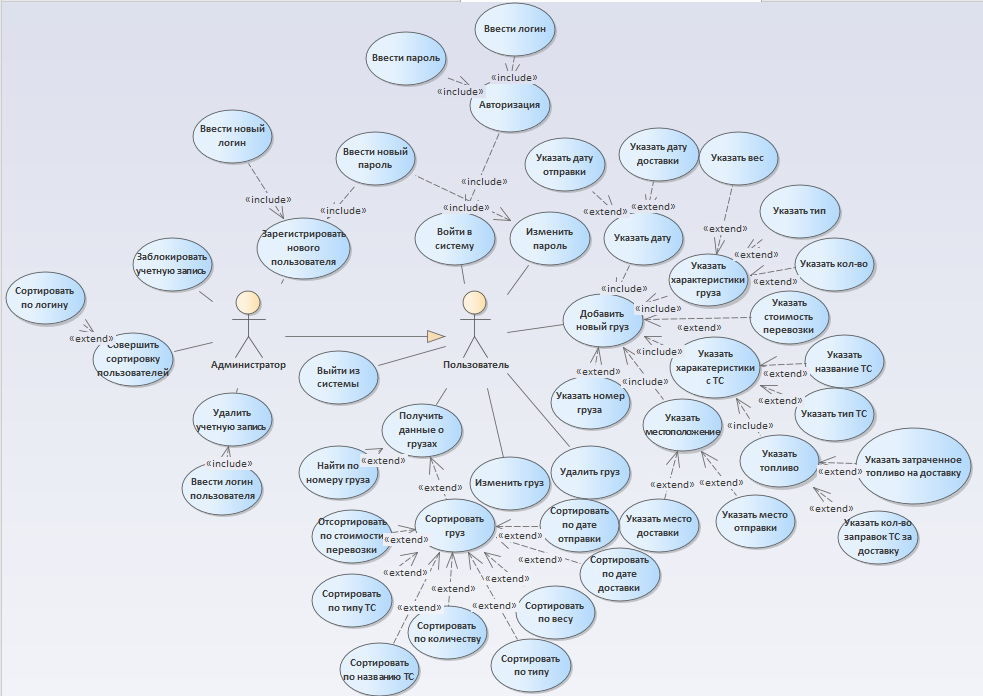 Ввести логин
Ввести пароль
«include»
«include»
Авторизация
Ввести новый
логин
Ввести новый
пароль
Указать дату
отправки
Указать дату
доставки
Указать вес
«include»
«include»
«include»
«include»
«extend»
«extend»
Указать тип
Зарегистрировать
нового
пользователя
Войти в
систему
Изменить
пароль
Указать дату
«extend»
«extend»
Указать
характеристики
груза
Указать кол-во
«extend»
Заблокировать
учетную запись
Сортировать
по логину
«extend»
Совершить
сортировку
пользователей
Администратор
Пользователь
«include»
«include»
Добавить
новый груз
«extend»
Указать
стоимость
перевозки
«include»
Указать
харакатеристики
с ТС
Указать
название ТС
«extend»
«extend»
Указать тип ТС
Выйти из
системы
«extend»
«include»
Указать номер
груза
Указать
местоположение
«include»
Удалить
учетную запись
«include»
Ввести логин
пользователя
Получить
данные о
грузах
Найти по
номеру груза
«extend»
«extend»
Изменить груз
Удалить груз
Указать
топливо
«extend»
Указать затраченное
топливо на доставку
«extend»
«extend»
«extend»
Указать кол-во
заправок ТС за
доставку
Указать место
доставки
Указать место
отправки
Отсортировать
по стоимости
перевозки
«extend»
Сортировать
груз
«extend»
Сортировать
по дате
отправки
«extend»
Сортировать
по дате
доставки
«extend»
«extend»
«extend»
«extend»
«extend»
Сортировать
по типу ТС
Сортировать
по количеству
Сортировать
по весу
Сортировать
по названию ТС
Сортировать
по типу